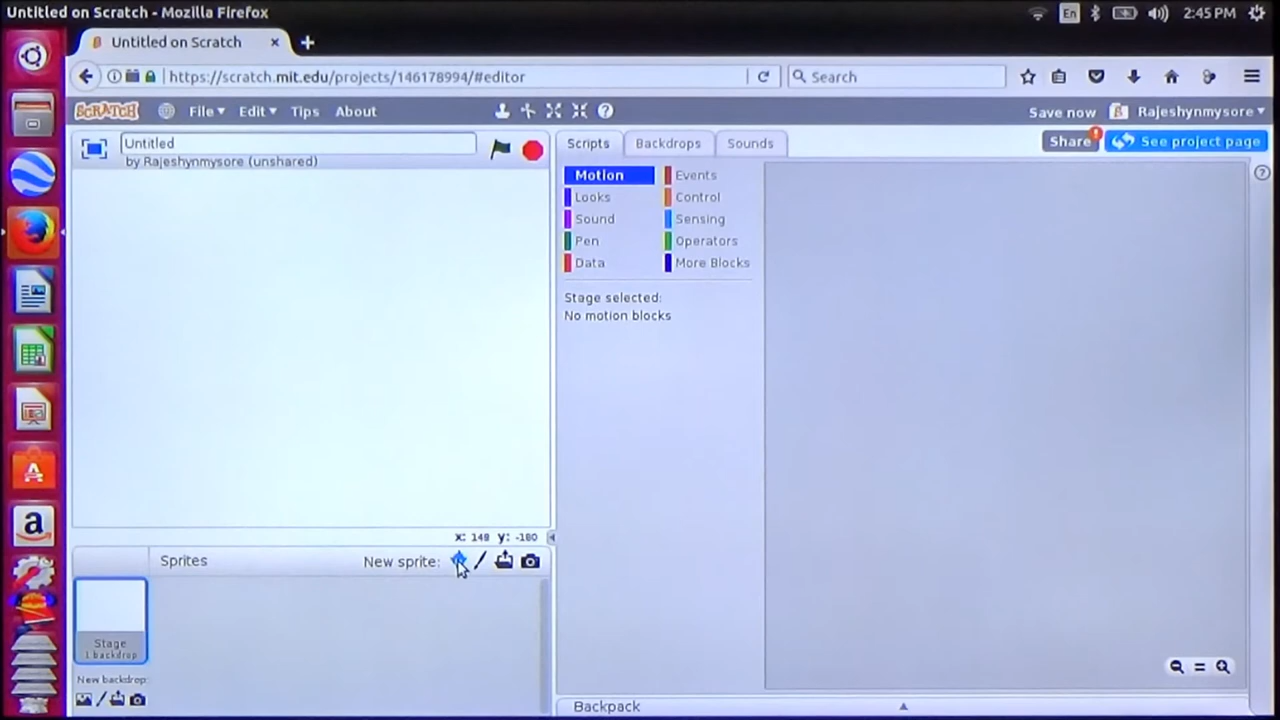 Untitled on Scratch - Mozilla Firefox
En
2:45 PM
Untitled on Scratch
https://scratch.mit.edu/projects/146178994/#editor
Search
SCRATCH
File
Edit
Tips
About
Save now
Rajeshynmysore
Untitled
by Rajeshynmysore (unshared)
Scripts
Backdrops
Sounds
Share
See project page
Motion
Events
Looks
Control
Sound
Sensing
Pen
Operators
Data
More Blocks
Stage selected:
No motion blocks
x: 148 y: -180
Sprites
New sprite:
Stage
1 backdrop
New backdrop:
Backpack